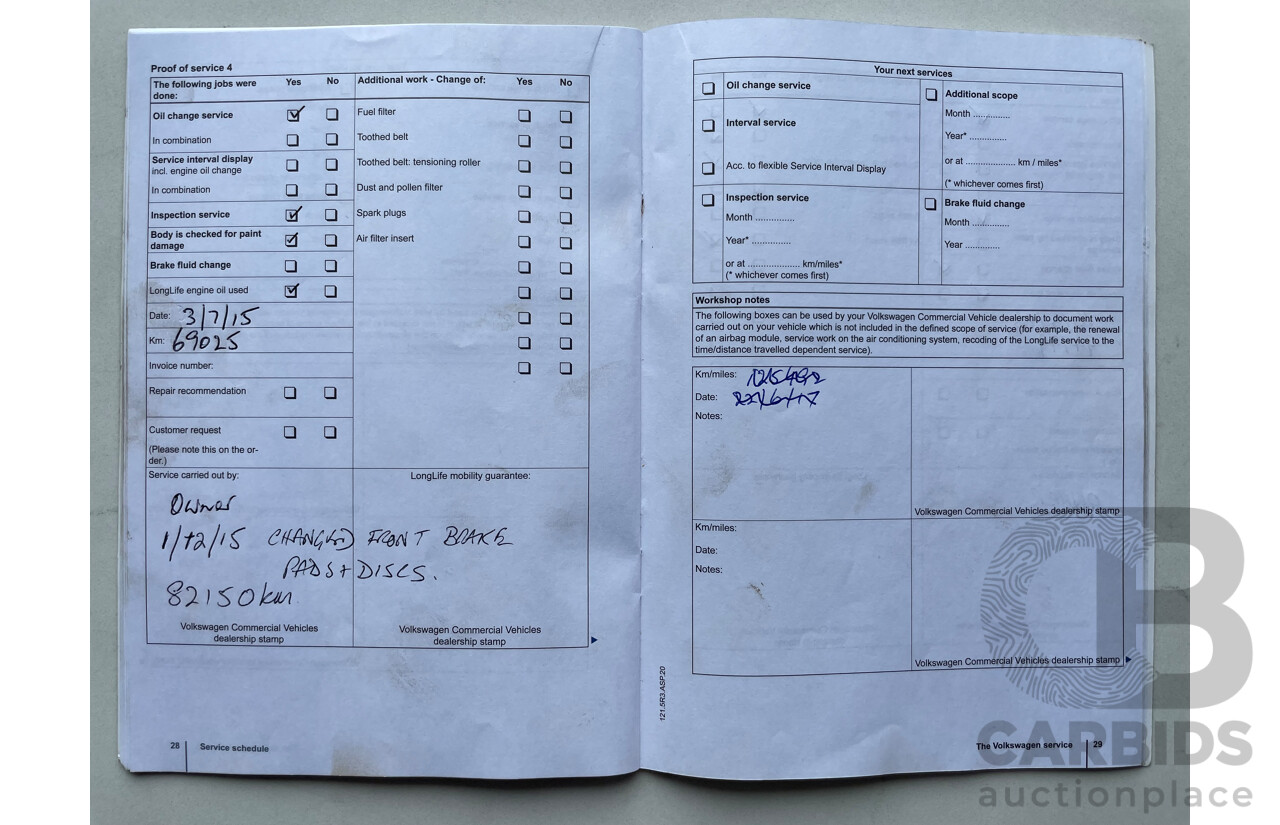 Proof of service 4
The following jobs were done: Yes No
Oil change service
In combination
Service interval display
incl. engine oil change
In combination
Inspection service
Body is checked for paint
damage
Brake fluid change
LongLife engine oil used
Date: 3/7/15
Km: 69025
Invoice number:
Repair recommendation
Customer request
(Please note this on the or-
der.)
Additional work - Change of: Yes No
Fuel filter
Toothed belt
Toothed belt: tensioning roller
Dust and pollen filter
Spark plugs
Air filter insert
Service carried out by:
LongLife mobility guarantee:
Owner
1/12/15 CHANGED FRONT BRAKE
PADS + DISCS.
82150km
Volkswagen Commercial Vehicles
dealership stamp
Volkswagen Commercial Vehicles
dealership stamp
28 Service schedule
Your next services
Oil change service
Interval service
Acc. to flexible Service Interval Display
Inspection service
Month ..............
Year* ..............
or at .................... km/miles*
(* whichever comes first)
Additional scope
Month ..............
Year* ..............
or at .................... km / miles*
(* whichever comes first)
Brake fluid change
Month ..............
Year .............
Workshop notes
The following boxes can be used by your Volkswagen Commercial Vehicle dealership to document work
carried out on your vehicle which is not included in the defined scope of service (for example, the renewal
of an airbag module, service work on the air conditioning system, recoding of the LongLife service to the
time/distance travelled dependent service).
Km/miles:
Date:
Notes:
Volkswagen Commercial Vehicles dealership stamp
Km/miles:
Date:
Notes:
Volkswagen Commercial Vehicles dealership stamp
121.5R3.ASP.20
The Volkswagen service 29
CB
CARBIDS
auctionplace